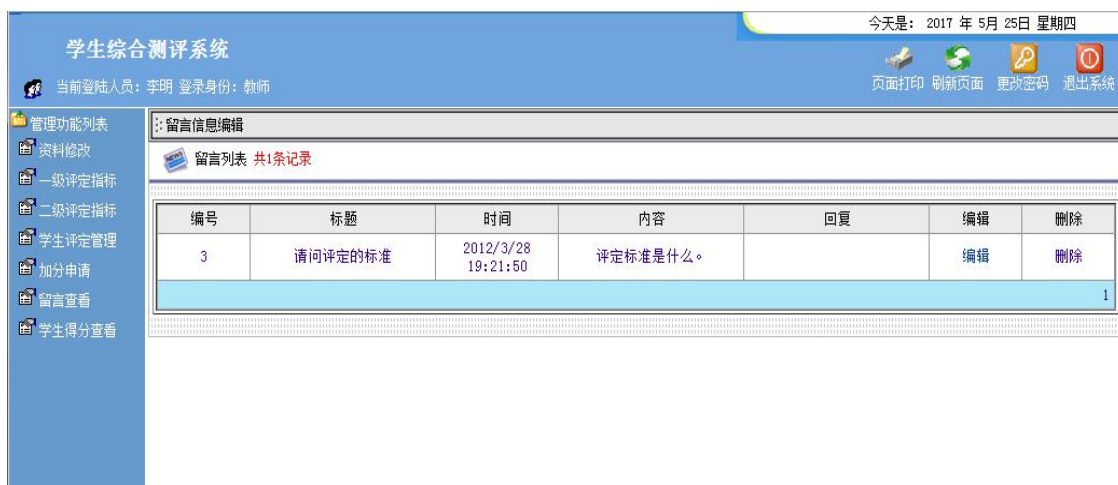 今天是: 2017 年 5月 25日 星期四
学生综合测评系统
页面打印 刷新页面 更改密码 退出系统
当前登陆人员: 李明 登录身份: 教师
管理功能列表
资料修改
一级评定指标
二级评定指标
学生评定管理
加分申请
留言查看
学生得分查看
留言信息编辑
NEWS 留言列表 共1条记录
编号 标题 时间 内容 回复 编辑 删除
3 请问评定的标准 2012/3/28 评定标准是什么。 编辑 删除
19:21:50
1